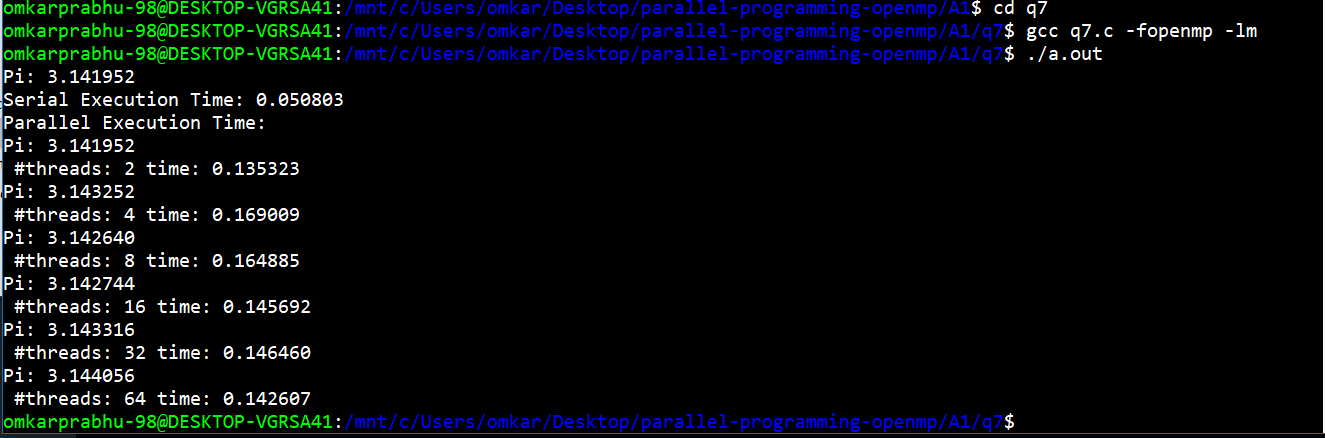 omkarprabhu-98@DESKTOP-VGRSA41:/mnt/c/Users/omkar/Desktop/parallel-programming-openmp/A1$ cd q7
omkarprabhu-98@DESKTOP-VGRSA41:/mnt/c/Users/omkar/Desktop/parallel-programming-openmp/A1/q7$ gcc q7.c -fopenmp -lm
omkarprabhu-98@DESKTOP-VGRSA41:/mnt/c/Users/omkar/Desktop/parallel-programming-openmp/A1/q7$ ./a.out
Pi: 3.141952
Serial Execution Time: 0.050803
Parallel Execution Time:
Pi: 3.141952
 #threads: 2 time: 0.135323
Pi: 3.143252
 #threads: 4 time: 0.169009
Pi: 3.142640
 #threads: 8 time: 0.164885
Pi: 3.142744
 #threads: 16 time: 0.145692
Pi: 3.143316
 #threads: 32 time: 0.146460
Pi: 3.144056
 #threads: 64 time: 0.142607
omkarprabhu-98@DESKTOP-VGRSA41:/mnt/c/Users/omkar/Desktop/parallel-programming-openmp/A1/q7$